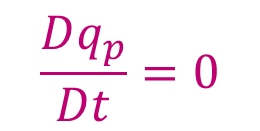 Dq_p/Dt = 0